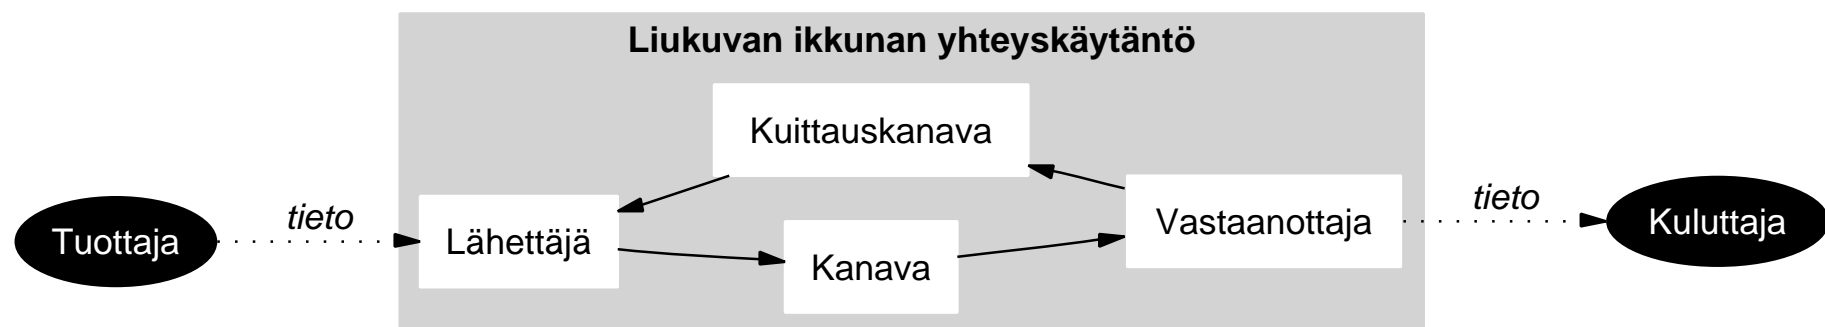 Liukuvan ikkunan yhteyskäytäntö
Kuittauskanava
Tuottaja
tieto
Lähettäjä
Kanava
Vastaanottaja
tieto
Kuluttaja